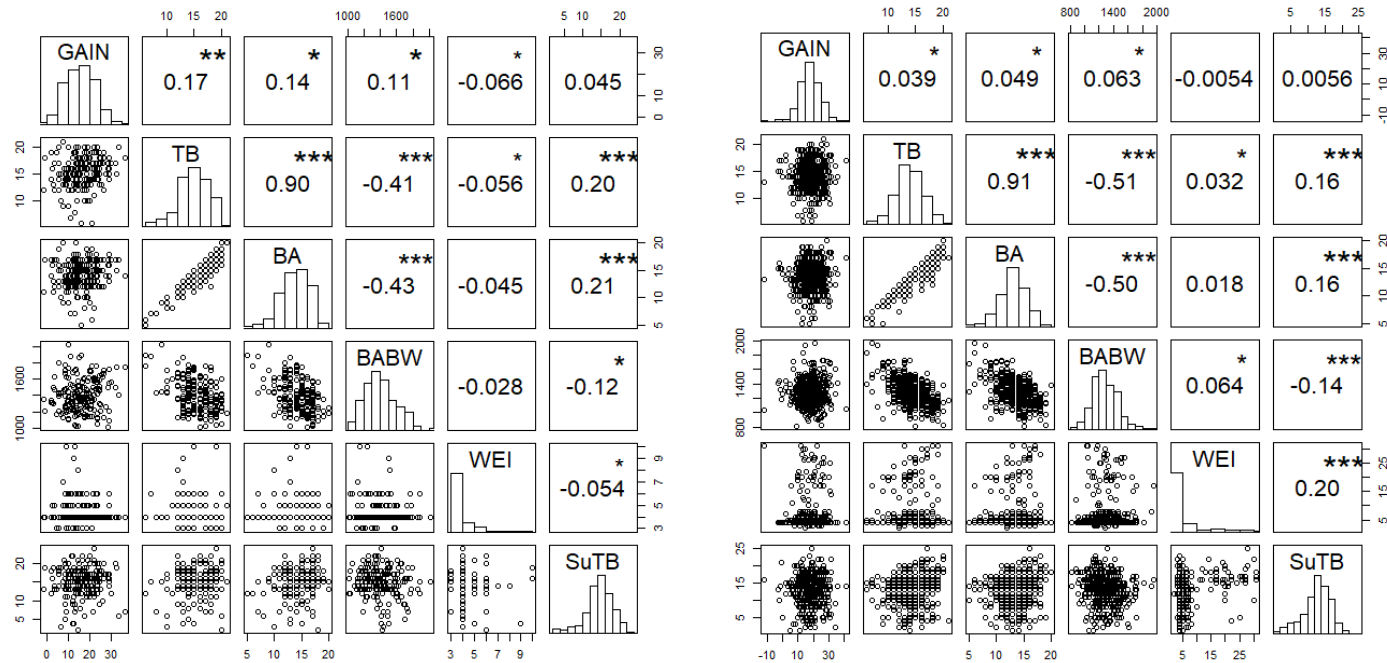 10 15 20 1000 1600 5 10 20
GAIN ** * * *
0.17 0.14 0.11 -0.066 0.045
0 10 30
10 15 20
TB *** *** * ***
0.90 -0.41 -0.056 0.20
BA *** ***
-0.43 -0.045 0.21
5 10 15 20
1000 1600
BABW *
-0.028 -0.12
WEI *
-0.054
3 5 7 9
5 10 20
SuTB
0 10 20 30 5 10 15 20 3 5 7 9
10 15 20 800 1400 2000 5 15 25
GAIN * * *
0.039 0.049 0.063 -0.0054 0.0056
-10 10 30
10 15 20
TB *** *** * ***
0.91 -0.51 0.032 0.16
BA *** ***
-0.50 0.018 0.16
5 10 15 20
800 1400 2000
BABW * ***
0.064 -0.14
WEI ***
0.20
5 15 25
5 10 15 20 25
SuTB
-10 10 30 5 10 15 20 5 15 25